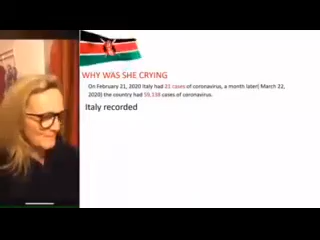 WHY WAS SHE CRYING
On February 21, 2020 Italy had 21 cases of coronavirus, a month later( March 22,
2020) the country had 59,138 cases of coronavirus.
Italy recorded